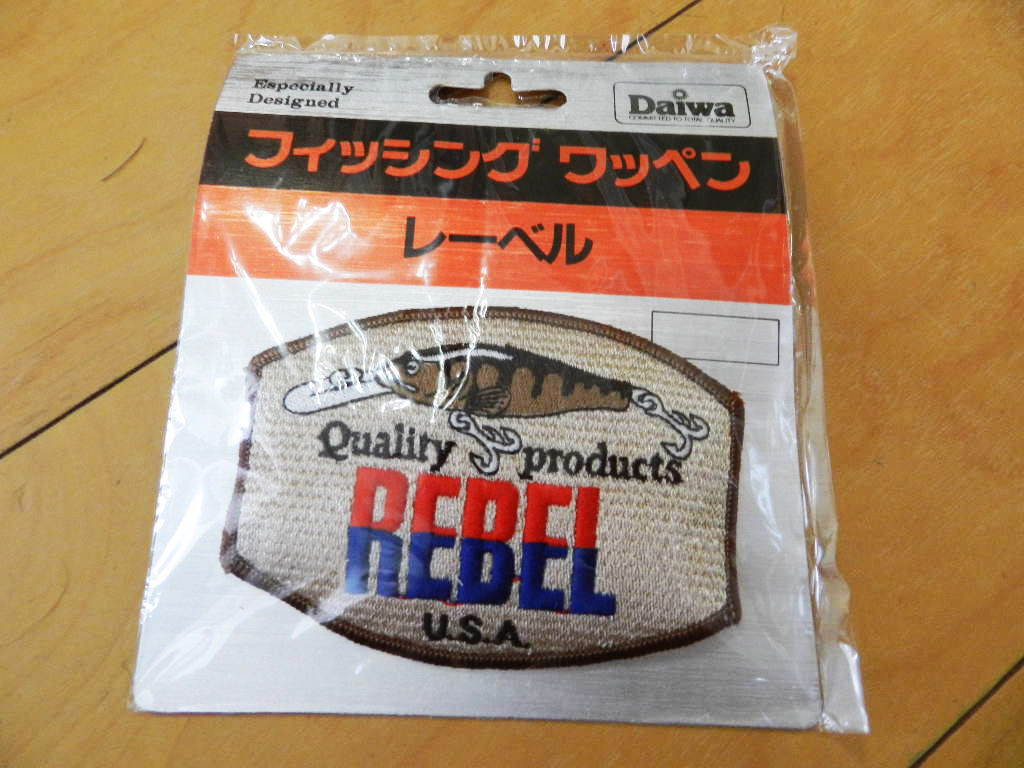 Especially
Designed
Daiwa
COMMITTED TO TOTAL QUALITY
フィッシング ワッペン
レーベル
Quality products
REBEL
U.S.A.